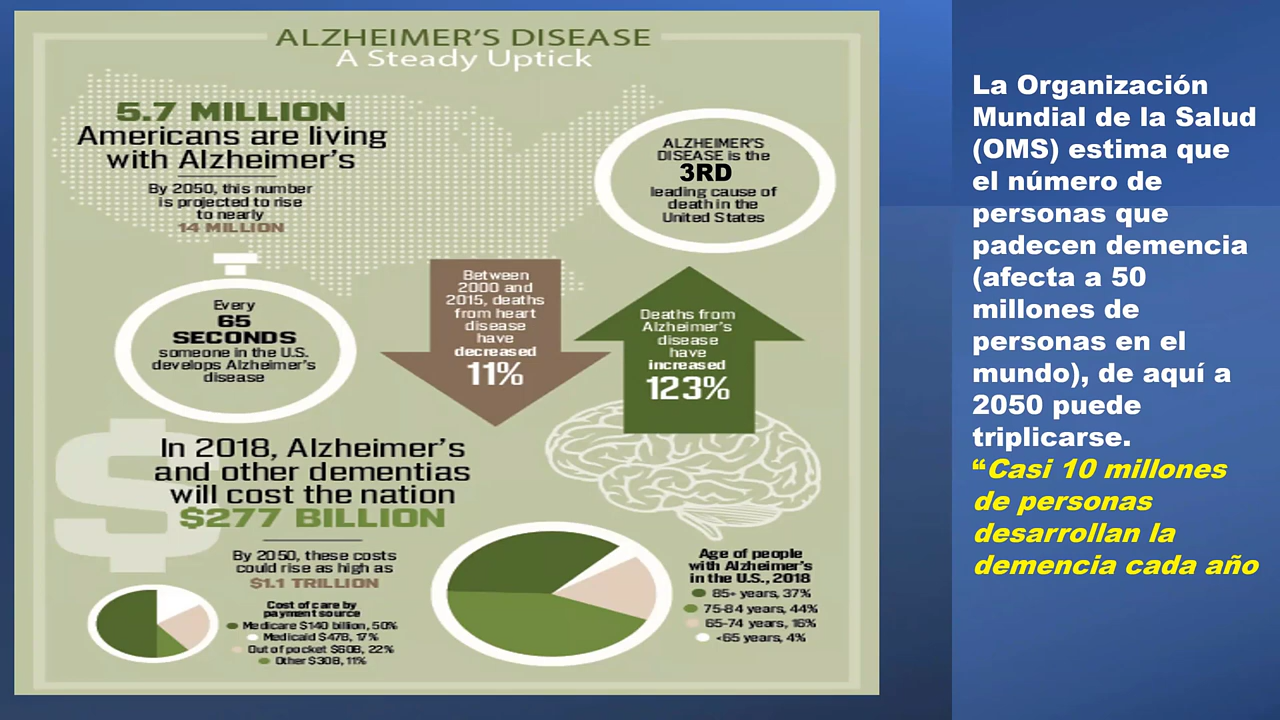 ALZHEIMER'S DISEASE
A Steady Uptick
5.7 MILLION
Americans are living
with Alzheimer's
By 2050, this number
is projected to rise
to nearly
14 MILLION
ALZHEIMER'S
DISEASE is the
3RD
leading cause of
death in the
United States
Every
65
SECONDS
someone in the U.S.
develops Alzheimer's
disease
Between
2000 and
2015, deaths
from heart
disease
have
decreased
11%
Deaths from
Alzheimer's
disease
have
increased
123%
In 2018, Alzheimer's
and other dementias
will cost the nation
$277 BILLION
By 2050, these costs
could rise as high as
$1.1 TRILLION
Cost of care by
payment source
Medicare $140 billion, 50%
Medicaid $47B, 17%
Out of pocket $60B, 22%
Other $30B, 11%
Age of people
with Alzheimer's
in the U.S., 2018
85+ years, 37%
75-84 years, 44%
65-74 years, 16%
<65 years, 4%
La Organización
Mundial de la Salud
(OMS) estima que
el número de
personas que
padecen demencia
(afecta a 50
millones de
personas en el
mundo), de aquí a
2050 puede
triplicarse.
“Casi 10 millones
de personas
desarrollan la
demencia cada año